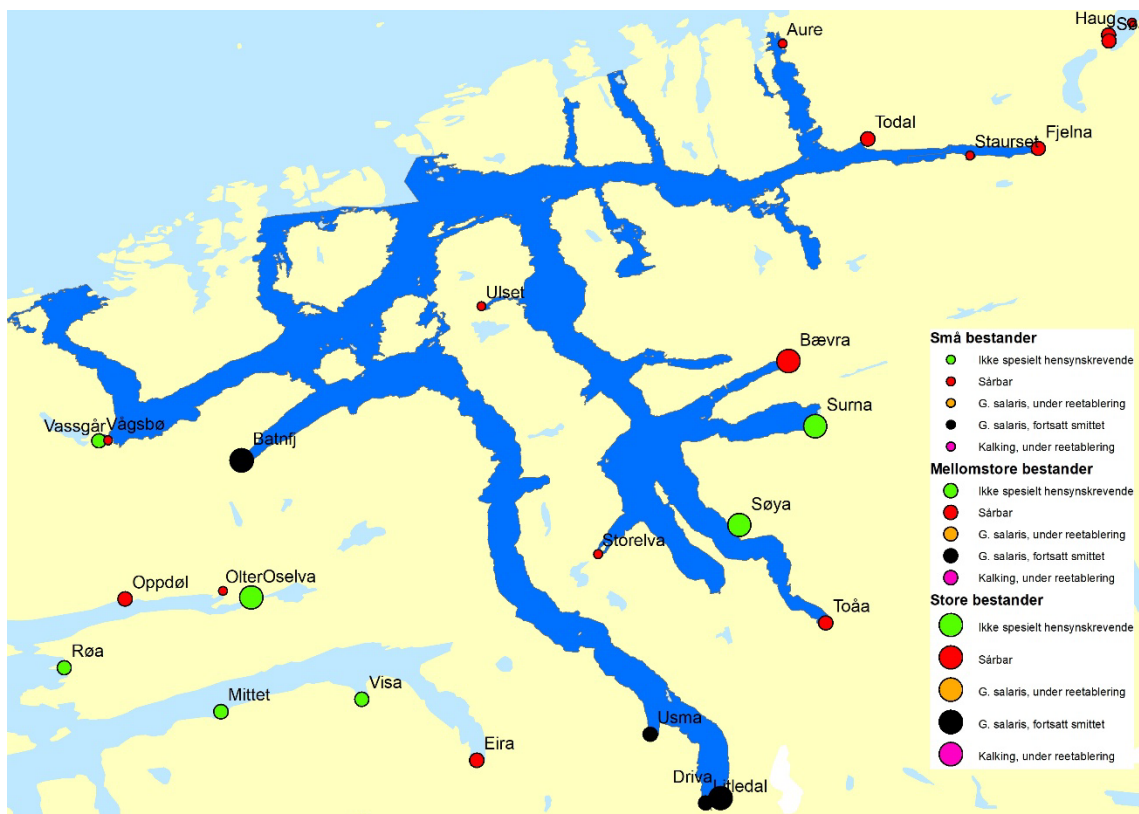 Haug
Sø
Aure
Todal
Staurset
Fjelna
Ulset
Bævra
Surna
Vassgår
Vågsbø
Batnfj
Søya
Storelva
Toåa
Oppdøl
Olter
Oselva
Røa
Mittet
Visa
Eira
Usma
Driva
Litledal
Små bestander
Ikke spesielt hensynskrevende
Sårbar
G. salaris, under reetablering
G. salaris, fortsatt smittet
Kalking, under reetablering
Mellomstore bestander
Ikke spesielt hensynskrevende
Sårbar
G. salaris, under reetablering
G. salaris, fortsatt smittet
Kalking, under reetablering
Store bestander
Ikke spesielt hensynskrevende
Sårbar
G. salaris, under reetablering
G. salaris, fortsatt smittet
Kalking, under reetablering